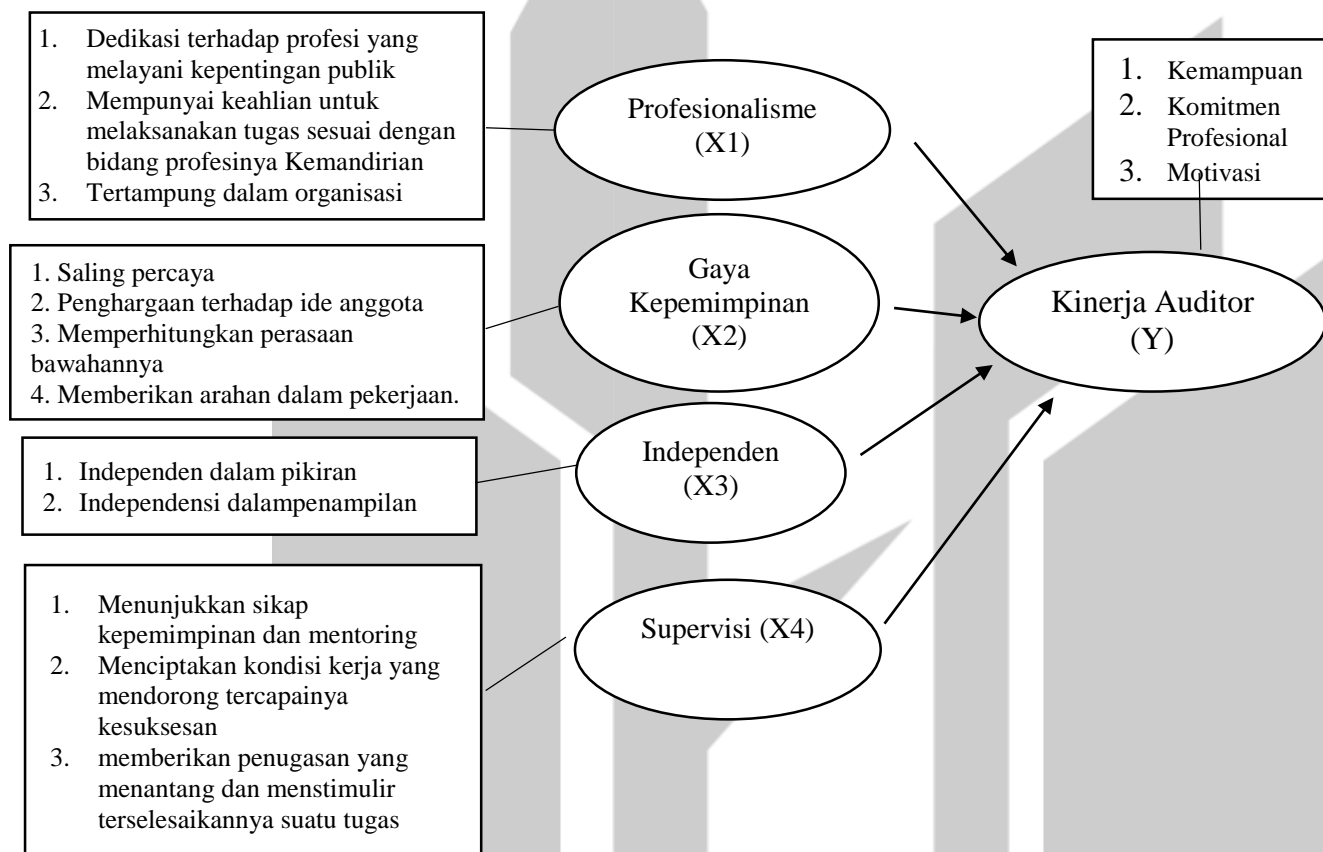 1. Dedikasi terhadap profesi yang
melayani kepentingan publik
2. Mempunyai keahlian untuk
melaksanakan tugas sesuai dengan
bidang profesinya Kemandirian
3. Tertampung dalam organisasi
Profesionalisme
(X1)
1. Kemampuan
2. Komitmen
Profesional
3. Motivasi
1. Saling percaya
2. Penghargaan terhadap ide anggota
3. Memperhitungkan perasaan
bawahannya
4. Memberikan arahan dalam pekerjaan.
Gaya
Kepemimpinan
(X2)
Kinerja Auditor
(Y)
1. Independen dalam pikiran
2. Independensi dalampenampilan
Independen
(X3)
1. Menunjukkan sikap
kepemimpinan dan mentoring
2. Menciptakan kondisi kerja yang
mendorong tercapainya
kesuksesan
3. memberikan penugasan yang
menantang dan menstimulir
terselesaikannya suatu tugas
Supervisi (X4)